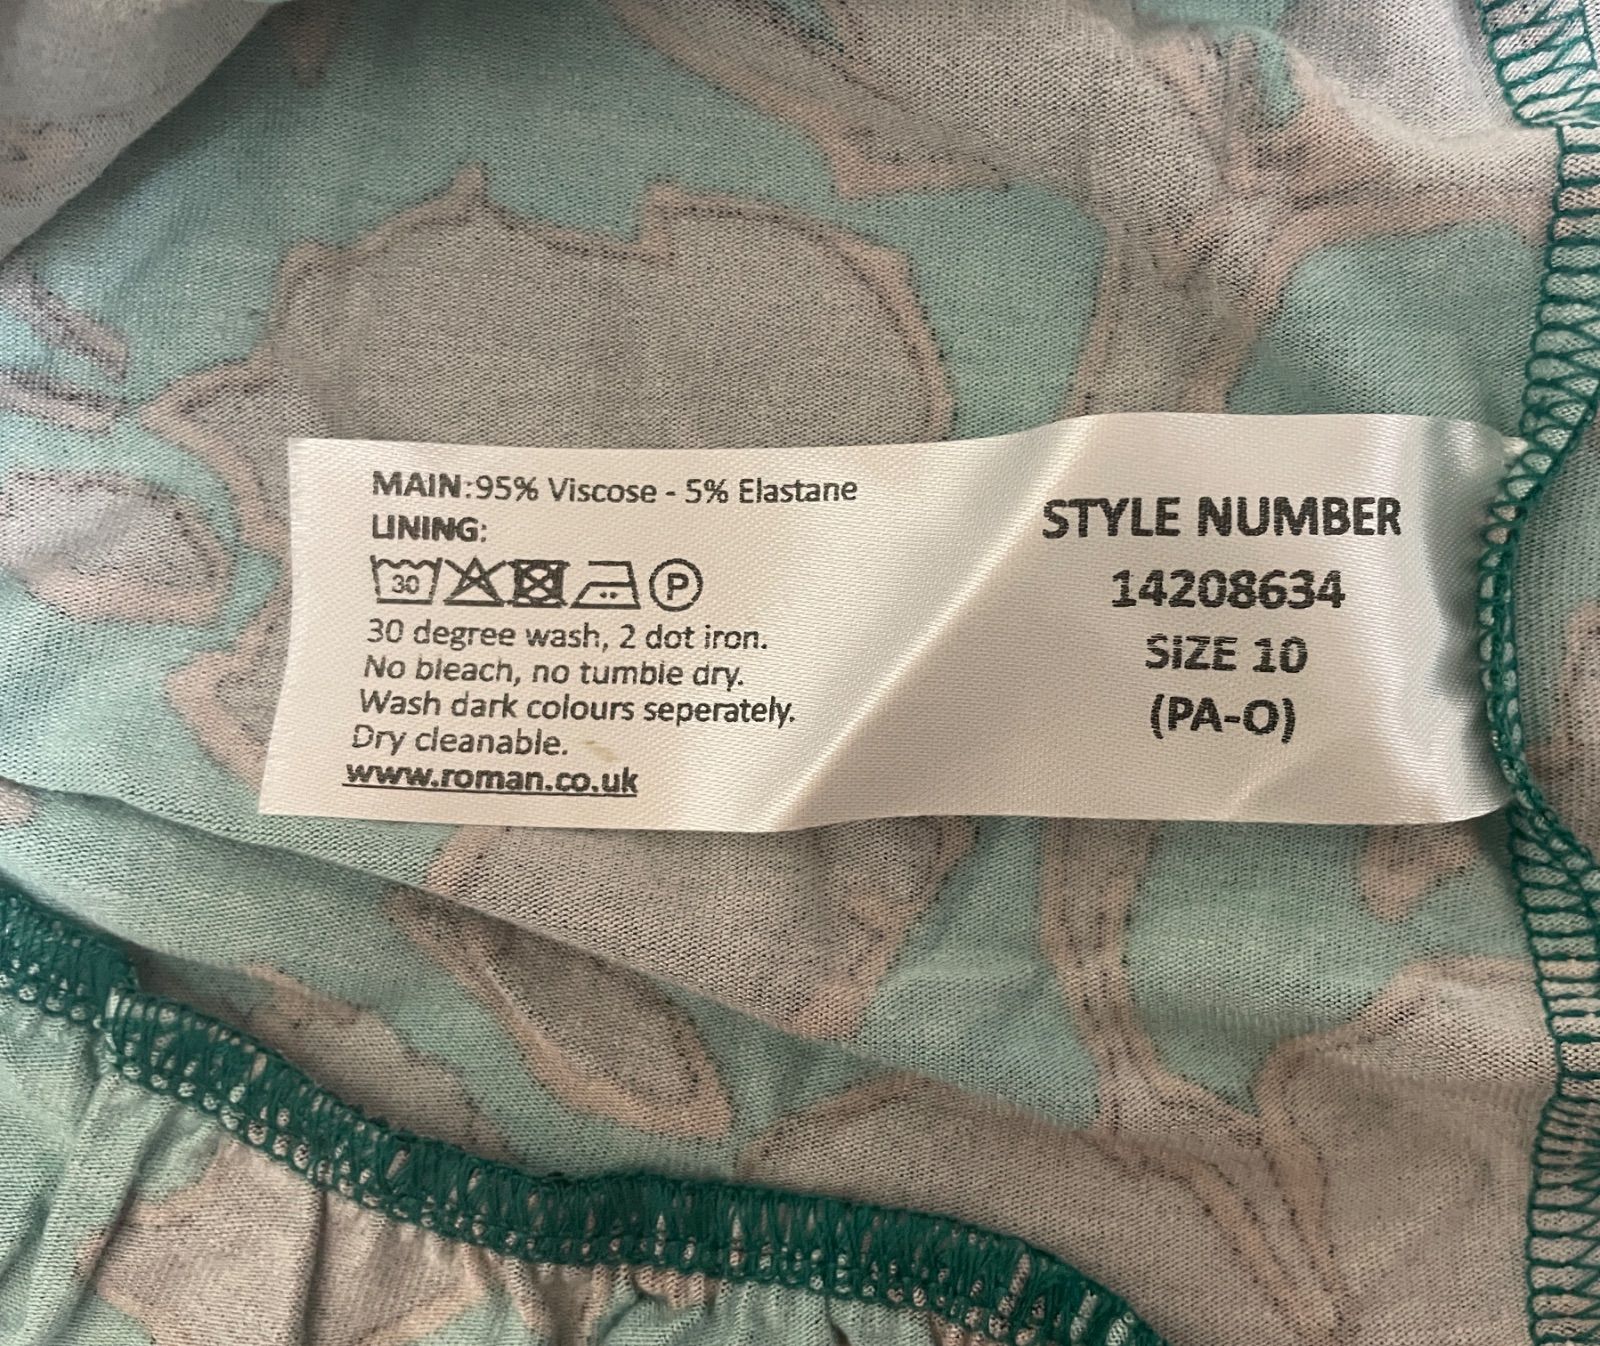 MAIN:95% Viscose - 5% Elastane
LINING:
30 P
30 degree wash, 2 dot iron.
No bleach, no tumble dry.
Wash dark colours seperately.
Dry cleanable.
www.roman.co.uk
STYLE NUMBER
14208634
SIZE 10
(PA-O)